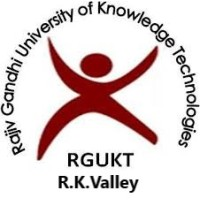 Rajiv Gandhi University of Knowledge Technologies
RGUKT
R.K.Valley